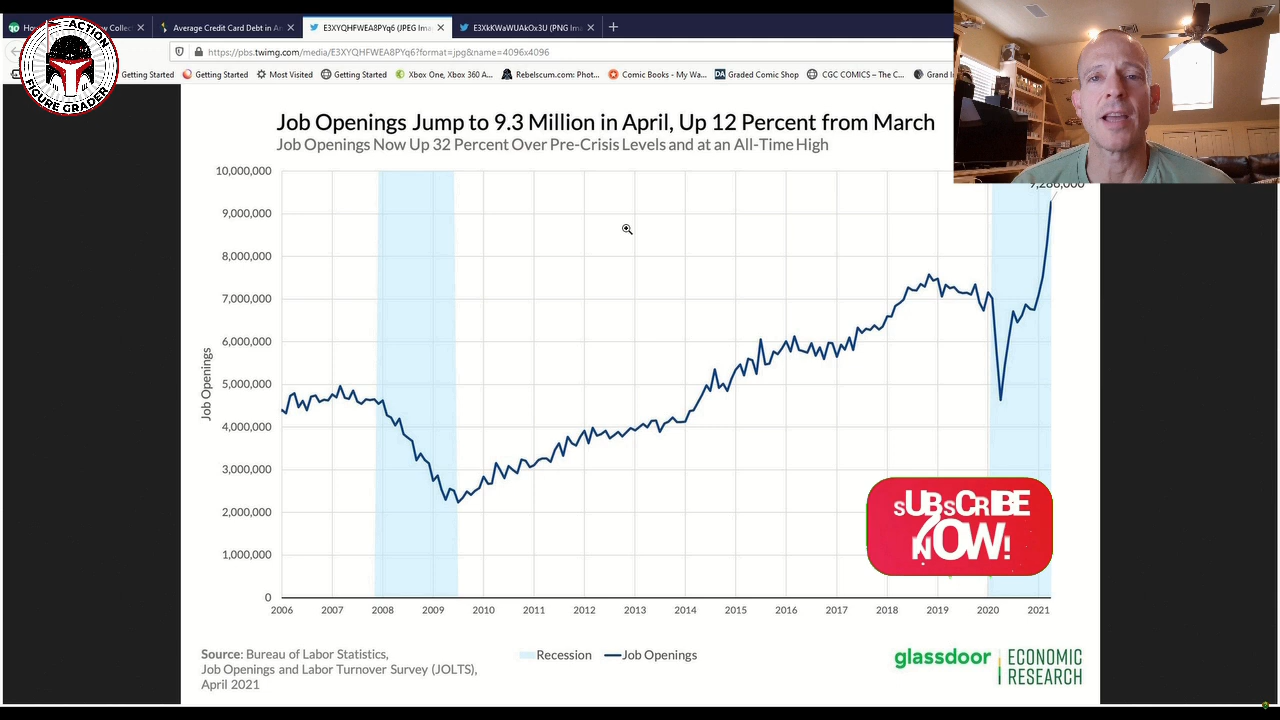 RE-ACTION
FIGURE GRADER
Average Credit Card Debt in A
E3XYQHFWEA8PYq6 (JPEG Ima
E3XkKWaWUAkOx3U (PNG Im
https://pbs.twimg.com/media/E3XYQHFWEA8PYq6?format=jpg&name=4096x4096
Getting Started
Getting Started
Most Visited
Getting Started
Xbox One, Xbox 360 A...
Rebelscum.com: Phot...
Comic Books - My Wa...
Graded Comic Shop
CGC COMICS – The C...
Job Openings Jump to 9.3 Million in April, Up 12 Percent from March
Job Openings Now Up 32 Percent Over Pre-Crisis Levels and at an All-Time High
9,286,000
10,000,000
9,000,000
8,000,000
7,000,000
6,000,000
5,000,000
4,000,000
3,000,000
2,000,000
1,000,000
0
Job Openings
2006 2007 2008 2009 2010 2011 2012 2013 2014 2015 2016 2017 2018 2019 2020 2021
SUBSCRIBE
NOW!
Source: Bureau of Labor Statistics,
Job Openings and Labor Turnover Survey (JOLTS),
April 2021
Recession
Job Openings
glassdoor
ECONOMIC
RESEARCH